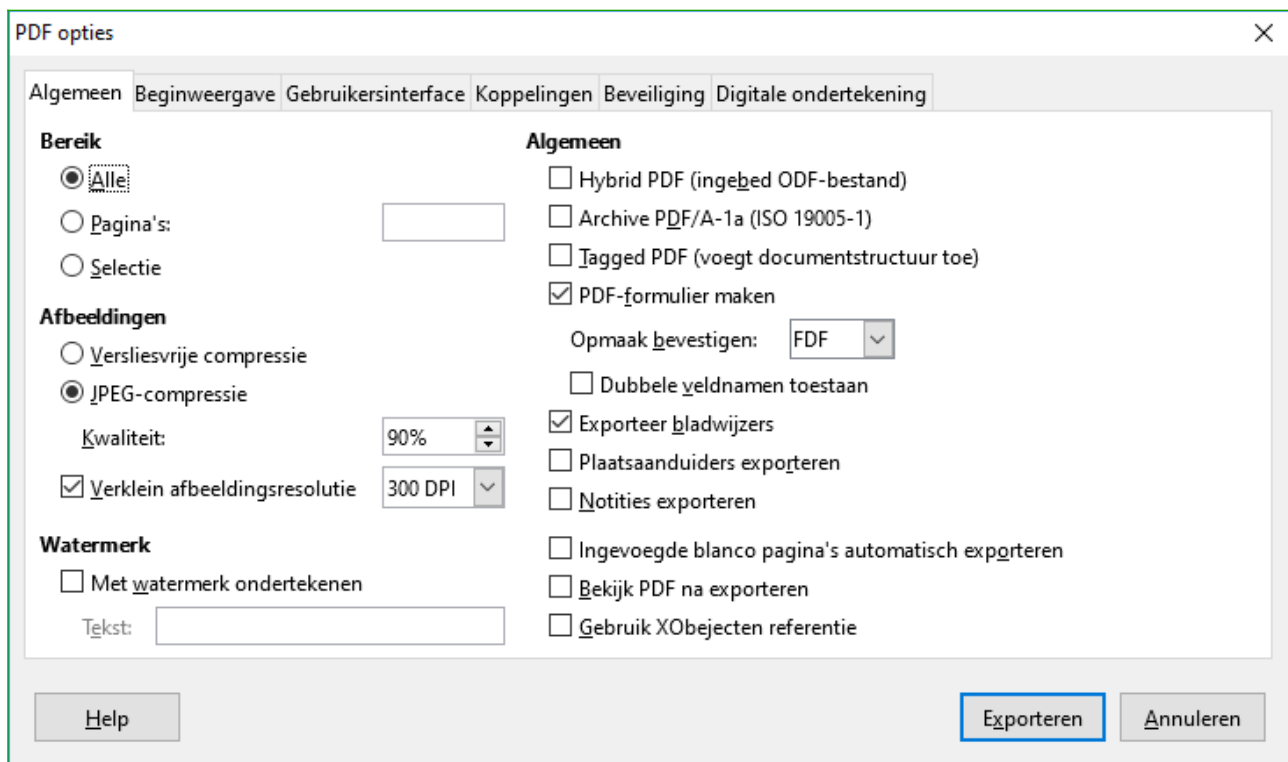 PDF opties
Algemeen Beginweergave Gebruikersinterface Koppelingen Beveiliging Digitale ondertekening
Bereik
Alle
Pagina's:
Selectie
Afbeeldingen
Versliesvrije compressie
JPEG-compressie
Kwaliteit: 90%
Verklein afbeeldingsresolutie 300 DPI
Watermerk
Met watermerk ondertekenen
Tekst:
Algemeen
Hybrid PDF (ingebed ODF-bestand)
Archive PDF/A-1a (ISO 19005-1)
Tagged PDF (voegt documentstructuur toe)
PDF-formulier maken
Opmaak bevestigen: FDF
Dubbele veldnamen toestaan
Exporteer bladwijzers
Plaatsaanduiders exporteren
Notities exporteren
Ingevoegde blanco pagina's automatisch exporteren
Bekijk PDF na exporteren
Gebruik XObejecten referentie
Help Exporteren Annuleren